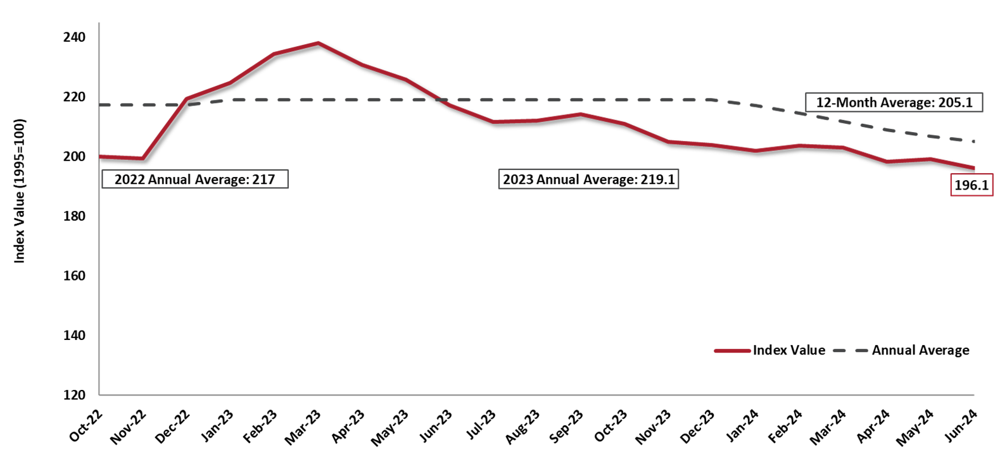 240
220
200
180
160
140
120
Index Value (1995=100)
12-Month Average: 205.1
2022 Annual Average: 217
2023 Annual Average: 219.1
196.1
Index Value
Annual Average
Oct-22
Nov-22
Dec-22
Jan-23
Feb-23
Mar-23
Apr-23
May-23
Jun-23
Jul-23
Aug-23
Sep-23
Oct-23
Nov-23
Dec-23
Jan-24
Feb-24
Mar-24
Apr-24
May-24
Jun-24